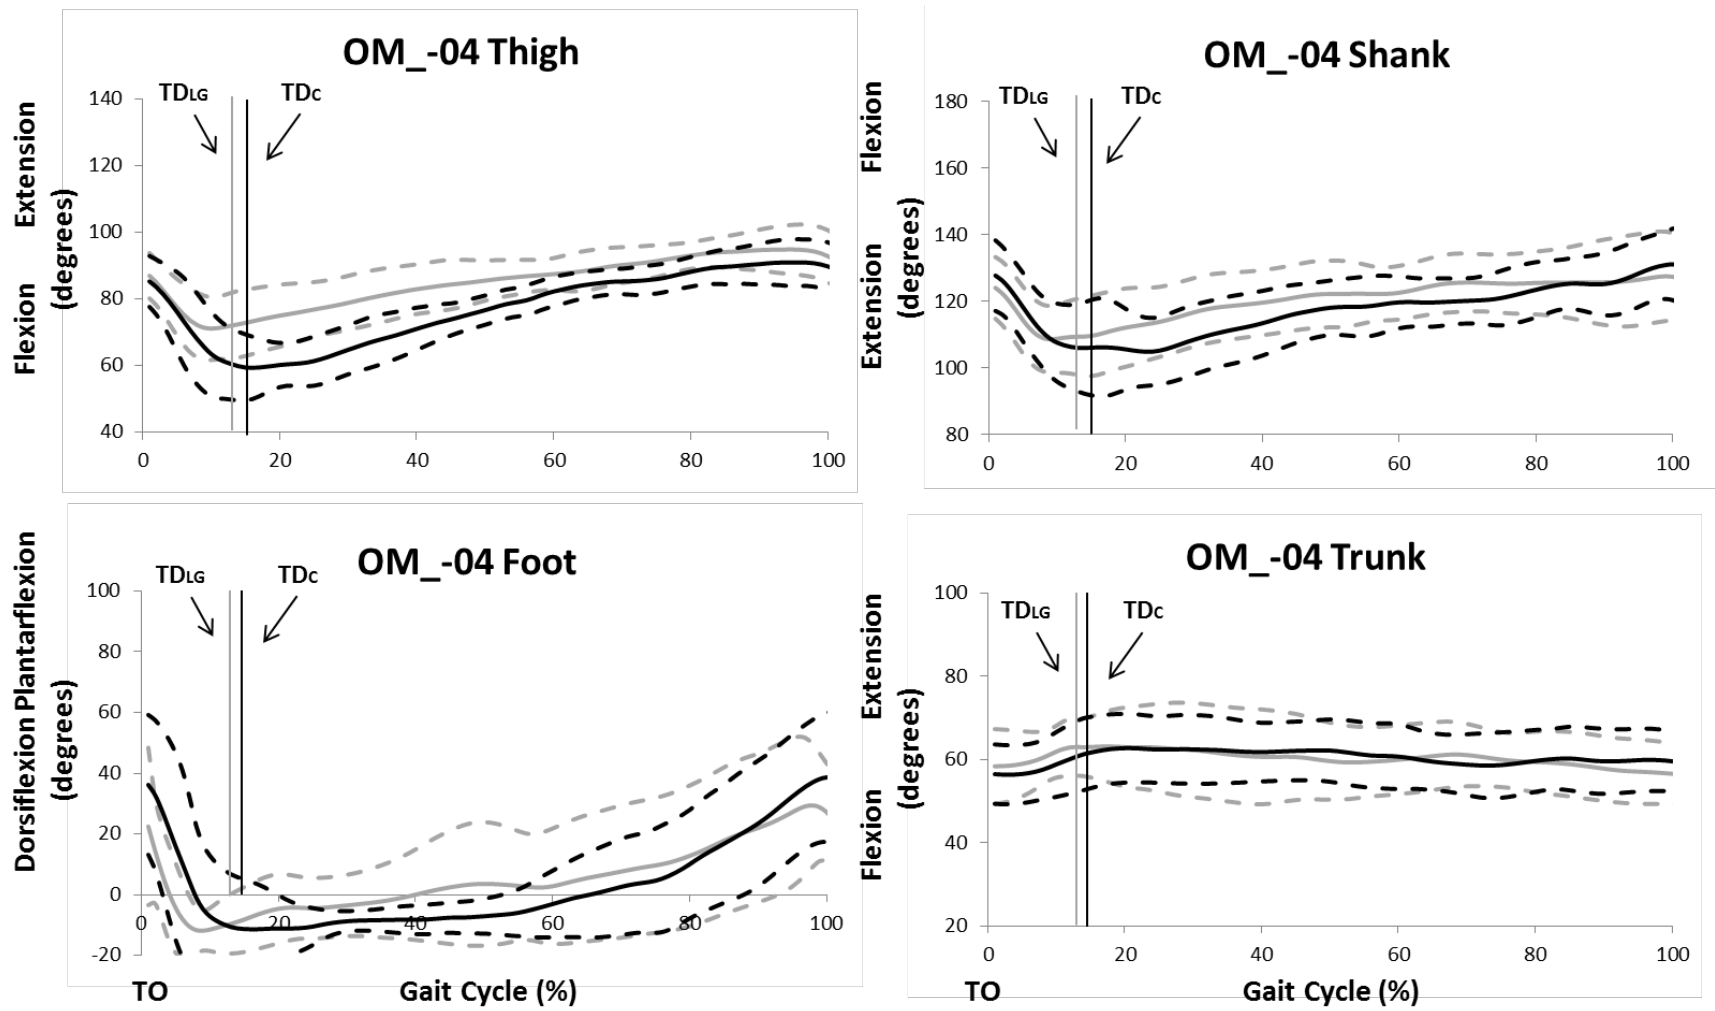 OM_-04 Thigh
TDLG
TDC
Extension
Flexion
(degrees)
140
120
100
80
60
40
0 20 40 60 80 100
OM_-04 Shank
TDLG
TDC
Flexion
Extension
(degrees)
180
160
140
120
100
80
0 20 40 60 80 100
OM_-04 Foot
TDLG
TDC
Dorsiflexion Plantarflexion
(degrees)
100
80
60
40
20
0
-20
0 20 40 60 80 100
TO
Gait Cycle (%)
OM_-04 Trunk
TDLG
TDC
Extension
Flexion
(degrees)
100
80
60
40
20
0 20 40 60 80 100
TO
Gait Cycle (%)